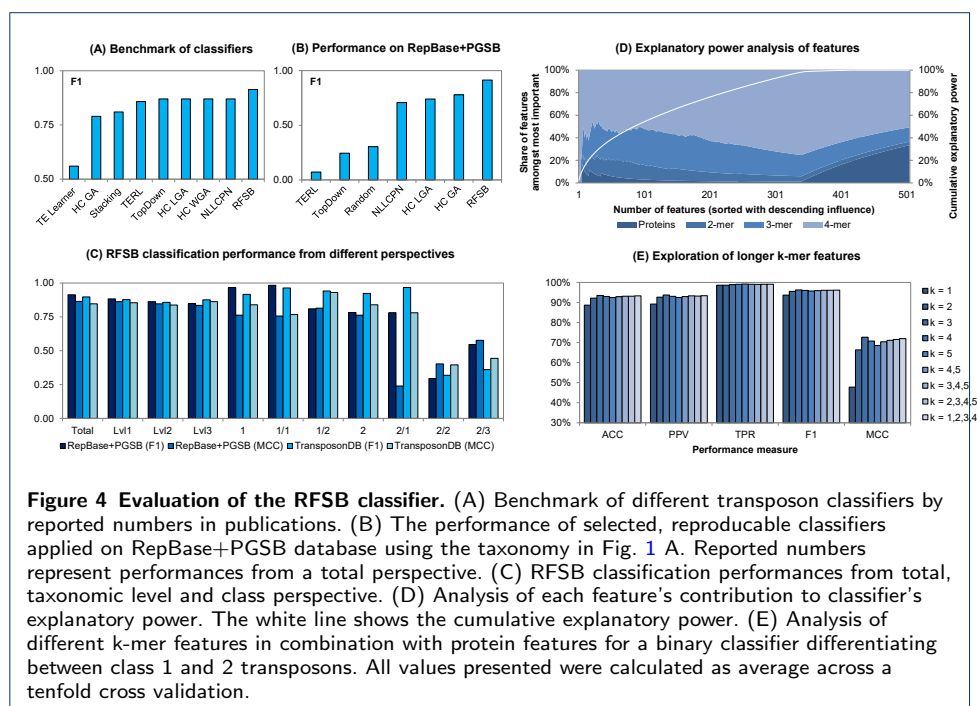 (A) Benchmark of classifiers
F1
1.00
0.75
0.50
TE Learner
HC GA
Stacking
TERL
TopDown
HC LGA
HC WGA
NLLCPN
RFSB
(B) Performance on RepBase+PGSB
F1
1.00
0.50
0.00
TERL
TopDown
Random
NLLCPN
HC LGA
HC GA
RFSB
(D) Explanatory power analysis of features
Share of features
amongst most important
100%
80%
60%
40%
20%
0%
1
101
201
301
401
501
100%
80%
60%
40%
20%
0%
Cumulative explanatory power
Number of features (sorted with descending influence)
Proteins
2-mer
3-mer
4-mer
(C) RFSB classification performance from different perspectives
1.00
0.75
0.50
0.25
0.00
Total
Lvl1
Lvl2
Lvl3
1
1/1
1/2
2
2/1
2/2
2/3
RepBase+PGSB (F1)
RepBase+PGSB (MCC)
TransposonDB (F1)
TransposonDB (MCC)
(E) Exploration of longer k-mer features
100%
90%
80%
70%
60%
50%
40%
30%
ACC
PPV
TPR
F1
MCC
Performance measure
k = 1
k = 2
k = 3
k = 4
k = 5
k = 4,5
k = 3,4,5
k = 2,3,4,5
k = 1,2,3,4
Figure 4 Evaluation of the RFSB classifier. (A) Benchmark of different transposon classifiers by
reported numbers in publications. (B) The performance of selected, reproducable classifiers
applied on RepBase+PGSB database using the taxonomy in Fig. 1 A. Reported numbers
represent performances from a total perspective. (C) RFSB classification performances from total,
taxonomic level and class perspective. (D) Analysis of each feature's contribution to classifier's
explanatory power. The white line shows the cumulative explanatory power. (E) Analysis of
different k-mer features in combination with protein features for a binary classifier differentiating
between class 1 and 2 transposons. All values presented were calculated as average across a
tenfold cross validation.